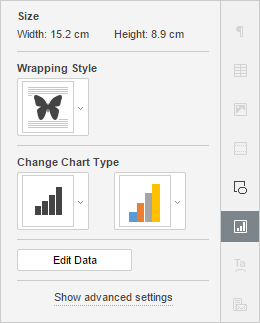 Size
Width: 15.2 cm Height: 8.9 cm
Wrapping Style
Change Chart Type
Edit Data
Show advanced settings
Ta